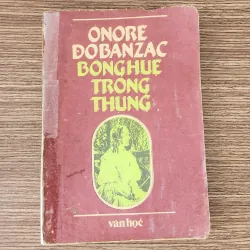 ONORE
ĐOBANZAC
BÔNG HUỆ
TRONG
THUNG
văn học